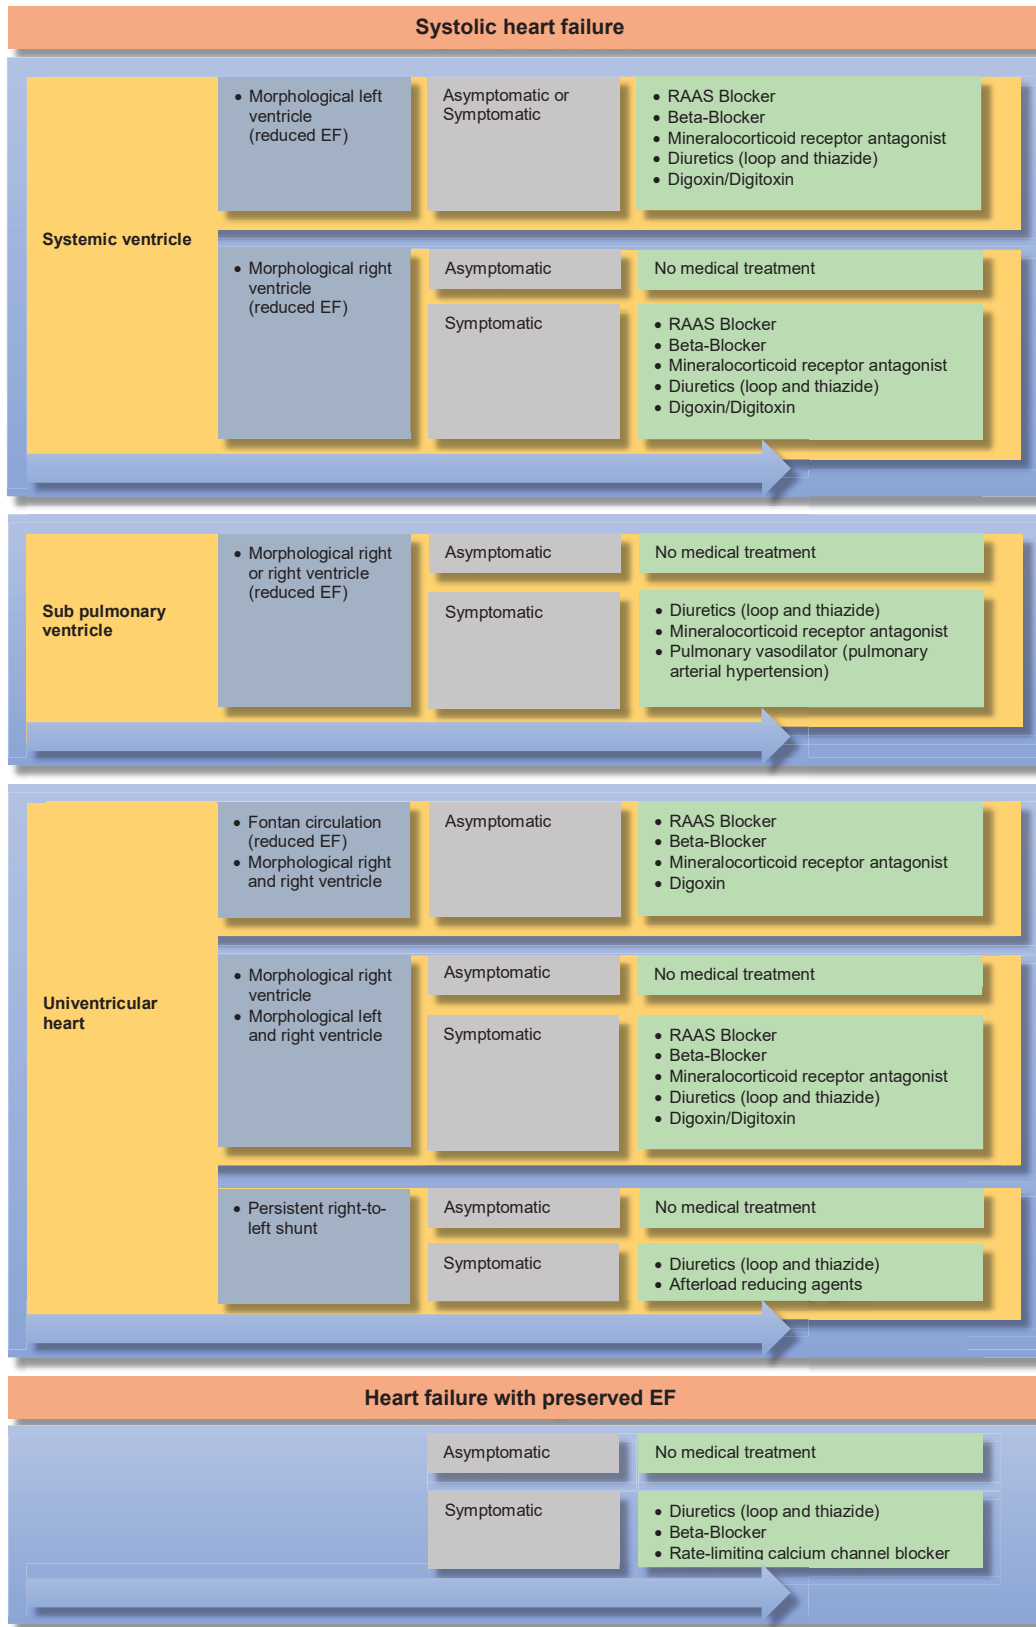 Systolic heart failure
Systemic ventricle
• Morphological left
ventricle
(reduced EF)
Asymptomatic or
Symptomatic
• RAAS Blocker
• Beta-Blocker
• Mineralocorticoid receptor antagonist
• Diuretics (loop and thiazide)
• Digoxin/Digitoxin
• Morphological right
ventricle
(reduced EF)
Asymptomatic
No medical treatment
Symptomatic
• RAAS Blocker
• Beta-Blocker
• Mineralocorticoid receptor antagonist
• Diuretics (loop and thiazide)
• Digoxin/Digitoxin
Sub pulmonary
ventricle
• Morphological right
or right ventricle
(reduced EF)
Asymptomatic
No medical treatment
Symptomatic
• Diuretics (loop and thiazide)
• Mineralocorticoid receptor antagonist
• Pulmonary vasodilator (pulmonary
arterial hypertension)
Univentricular
heart
• Fontan circulation
(reduced EF)
• Morphological right
and right ventricle
Asymptomatic
• RAAS Blocker
• Beta-Blocker
• Mineralocorticoid receptor antagonist
• Digoxin
• Morphological right
ventricle
• Morphological left
and right ventricle
Asymptomatic
No medical treatment
Symptomatic
• RAAS Blocker
• Beta-Blocker
• Mineralocorticoid receptor antagonist
• Diuretics (loop and thiazide)
• Digoxin/Digitoxin
• Persistent right-to-
left shunt
Asymptomatic
No medical treatment
Symptomatic
• Diuretics (loop and thiazide)
• Afterload reducing agents
Heart failure with preserved EF
Asymptomatic
No medical treatment
Symptomatic
• Diuretics (loop and thiazide)
• Beta-Blocker
• Rate-limiting calcium channel blocker